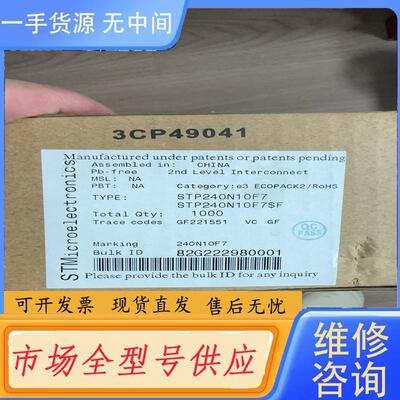 一手货源 无中间
3CP49041
STMicroelectronics
Manufactured under patents or patents pending
Assembled in: CHINA
Pb-free 2nd Level Interconnect
MSL: NA
PBT: NA Category: e3 ECOPACK2/RoHS
TYPE: STP240N10F7
STP240N10F7$F
Total Qty: 1000
Trace codes GF221551 VC GF
QC PASS
Marking 240N10F7
Bulk ID 82G222980001
Please provide the bulk ID for any inquiry
可开发票 现货直发 售后无忧
市场全型号供应
维修
咨询